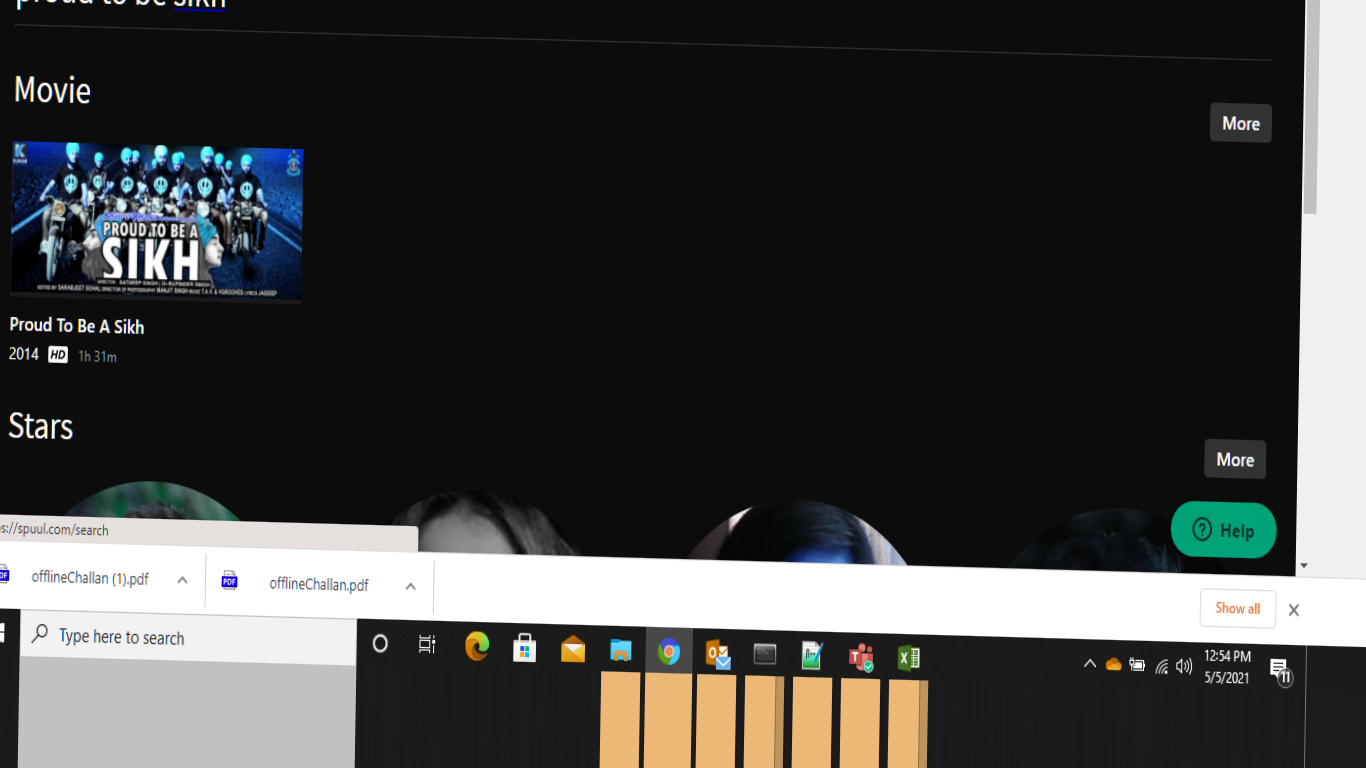 proud to be sikh
Movie
More
PROUD TO BE A
SIKH
Proud To Be A Sikh
2014 HD 1h 31m
Stars
More
Help
s://spuul.com/search
offlineChallan (1).pdf
PDF offlineChallan.pdf
Show all
Type here to search
12:54 PM
5/5/2021
11